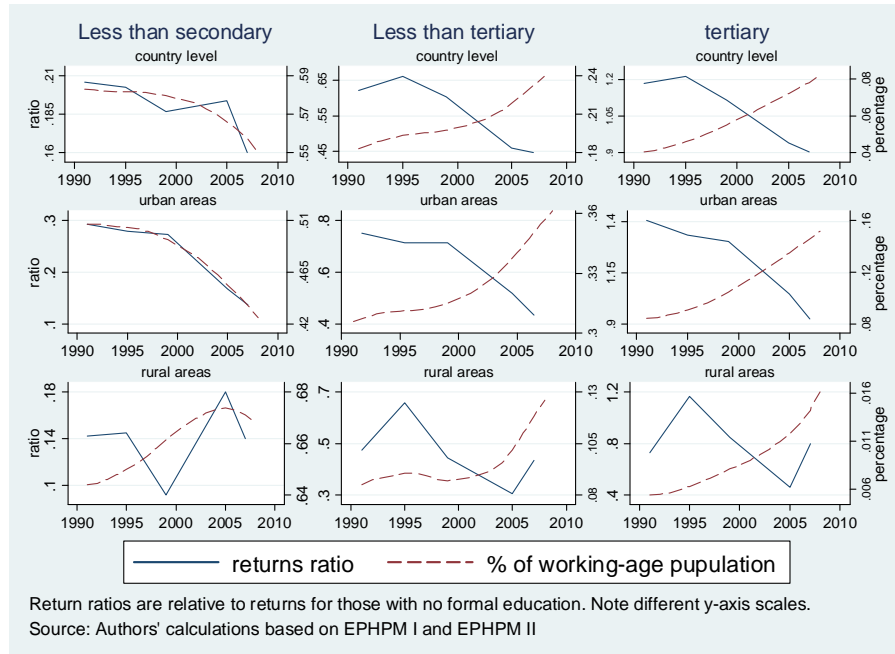 Less than secondary
Less than tertiary
tertiary
country level
country level
country level
ratio
.16 .185 .21
.55 .57 .59
1990 1995 2000 2005 2010
.45 .55 .65
.18 .21 .24
1990 1995 2000 2005 2010
.9 1.05 1.2
.04 .06 .08
percentage
1990 1995 2000 2005 2010
urban areas
urban areas
urban areas
ratio
.1 .2 .3
.42 .465 .51
1990 1995 2000 2005 2010
.4 .6 .8
.3 .33 .36
1990 1995 2000 2005 2010
.9 1.15 1.4
.08 .12 .16
percentage
1990 1995 2000 2005 2010
rural areas
rural areas
rural areas
ratio
.1 .14 .18
.64 .66 .68
1990 1995 2000 2005 2010
.3 .5 .7
.08 .105 .13
1990 1995 2000 2005 2010
.4 .8 1.2
.006 .011 .016
percentage
1990 1995 2000 2005 2010
returns ratio
% of working-age pupulation
Return ratios are relative to returns for those with no formal education. Note different y-axis scales.
Source: Authors' calculations based on EPHPM I and EPHPM II